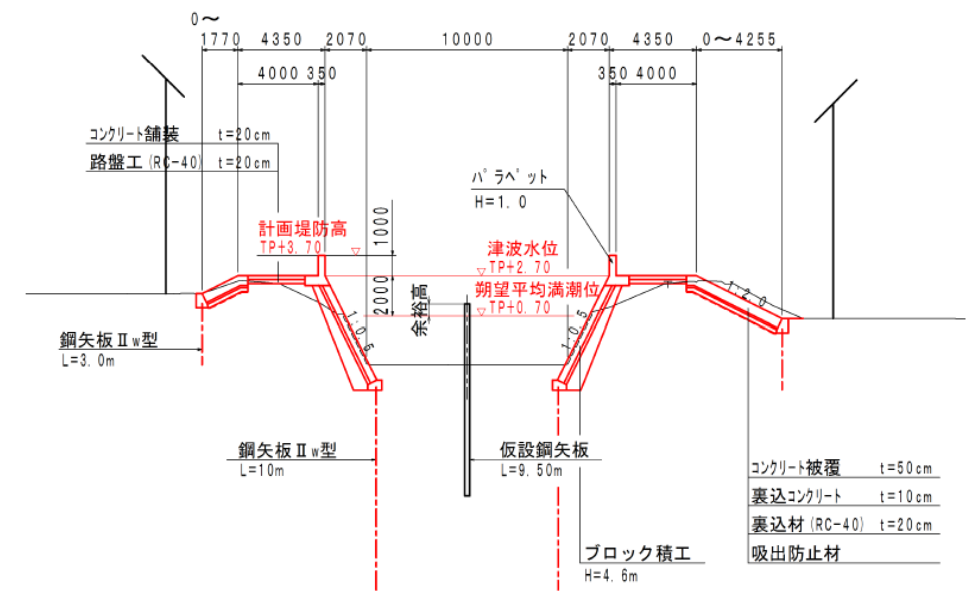 0～
1770 4350 2070 10000 2070 4350 0～4255
4000 350 350 4000
コンクリート舗装 t=20cm
路盤工(RC-40) t=20cm
パラペット
H=1.0
計画堤防高
TP+3.70
1000
津波水位
TP+2.70
2000
朔望平均満潮位
TP+0.70
余裕高
1:0.5
1:0.5
1:2.0
鋼矢板Ⅱw型
L=3.0m
鋼矢板Ⅱw型
L=10m
仮設鋼矢板
L=9.50m
コンクリート被覆 t=50cm
裏込コンクリート t=10cm
裏込材(RC-40) t=20cm
吸出防止材
ブロック積工
H=4.6m